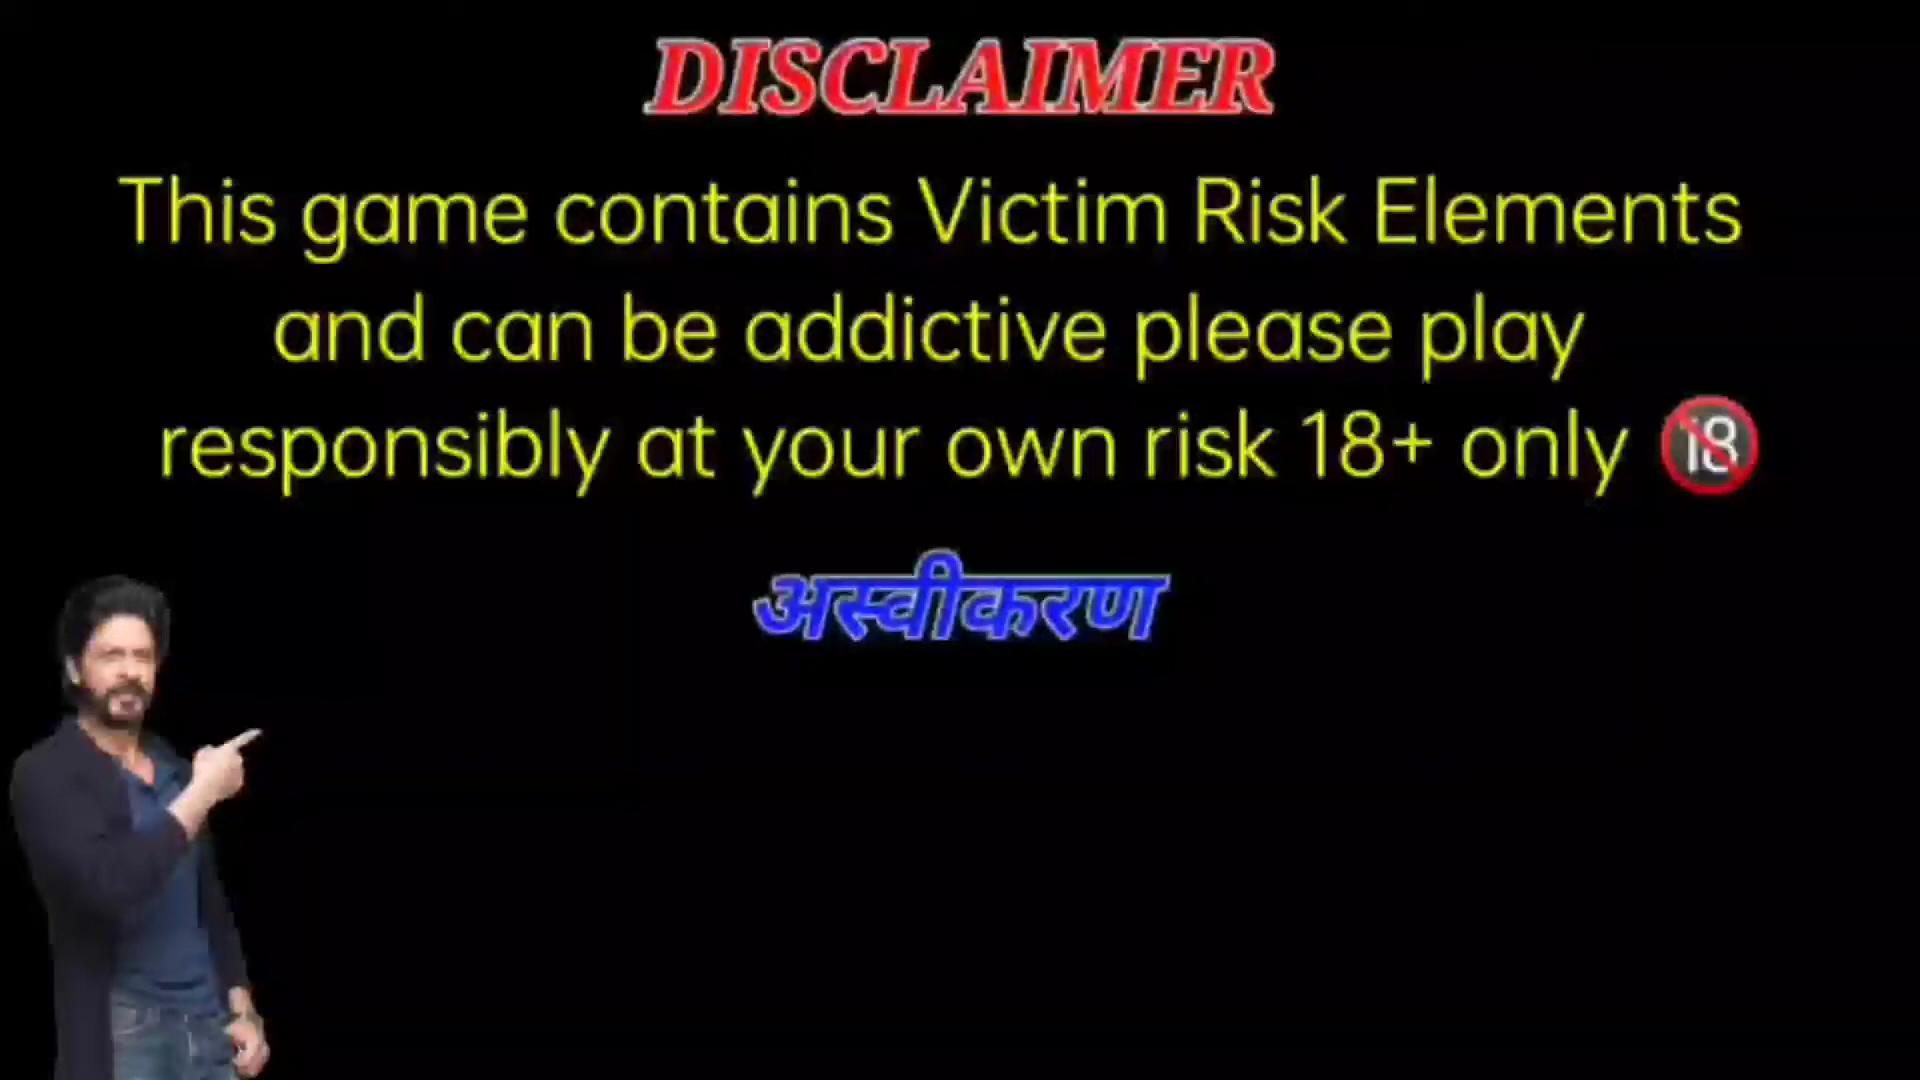 DISCLAIMER
This game contains Victim Risk Elements
and can be addictive please play
responsibly at your own risk 18+ only 🔞
अस्वीकरण